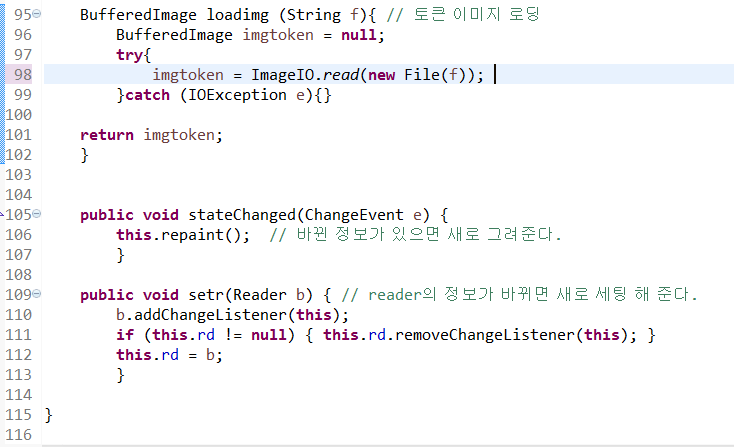 95 BufferedImage loadimg (String f){ // 토큰 이미지 로딩
96 BufferedImage imgtoken = null;
97 try{
98 imgtoken = ImageIO.read(new File(f));
99 }catch (IOException e){}
100
101 return imgtoken;
102 }
103
104
105 public void stateChanged(ChangeEvent e) {
106 this.repaint(); // 바뀐 정보가 있으면 새로 그려준다.
107 }
108
109 public void setr(Reader b) { // reader의 정보가 바뀌면 새로 세팅 해 준다.
110 b.addChangeListener(this);
111 if (this.rd != null) { this.rd.removeChangeListener(this); }
112 this.rd = b;
113 }
114
115 }
116